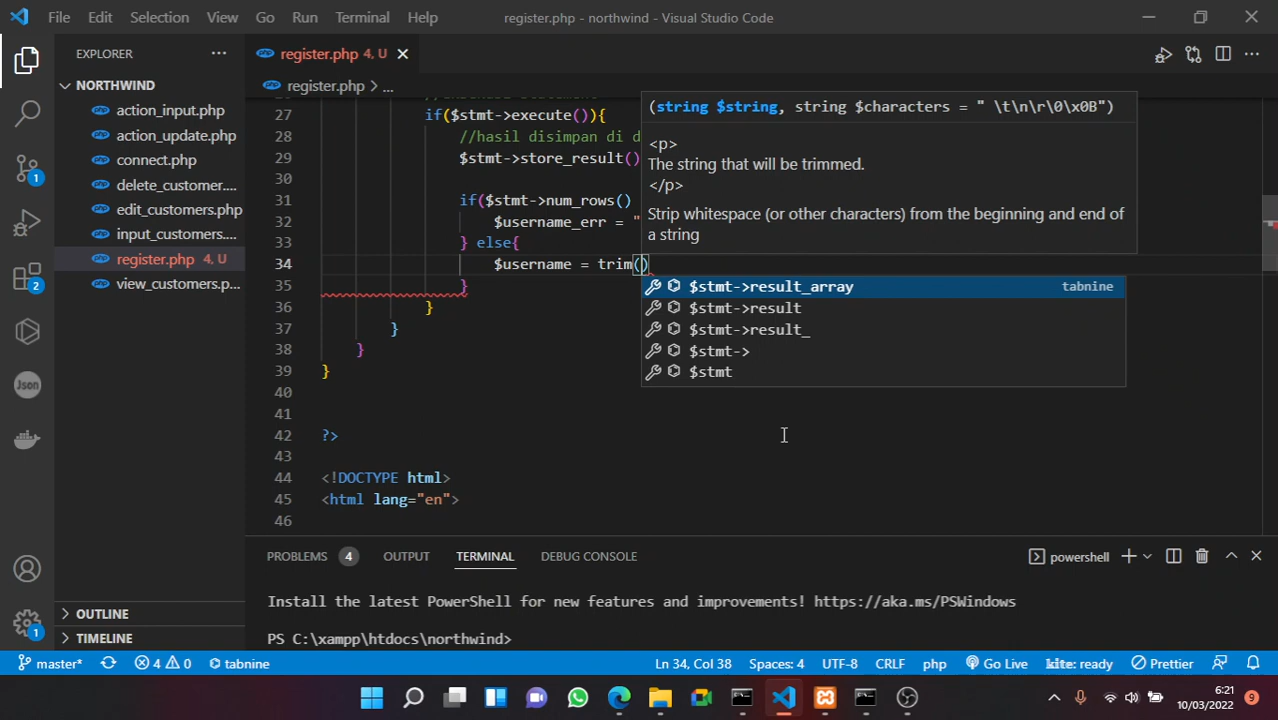 File Edit Selection View Go Run Terminal Help register.php - northwind - Visual Studio Code
EXPLORER
NORTHWIND
action_input.php
action_update.php
connect.php
delete_customer....
edit_customers.php
input_customers....
register.php 4, U
view_customers.p...
OUTLINE
TIMELINE
1
2
Json
1
register.php 4, U
register.php > ...
27 if($stmt->execute()){
28 //hasil disimpan di d
29 $stmt->store_result()
30
31 if($stmt->num_rows()
32 $username_err = "
33 } else{
34 $username = trim()
35 }
36 }
37 }
38 }
39 }
40
41
42 ?>
43
44 <!DOCTYPE html>
45 <html lang="en">
46
(string $string, string $characters = " \t\n\r\0\x0B")
<p>
The string that will be trimmed.
</p>
Strip whitespace (or other characters) from the beginning and end of
a string
$stmt->result_array tabnine
$stmt->result
$stmt->result_
$stmt->
$stmt
PROBLEMS 4 OUTPUT TERMINAL DEBUG CONSOLE powershell
Install the latest PowerShell for new features and improvements! https://aka.ms/PSWindows
PS C:\xampp\htdocs\northwind>
master* 4 0 tabnine Ln 34, Col 38 Spaces: 4 UTF-8 CRLF php Go Live kite: ready Prettier
6:21
10/03/2022 9